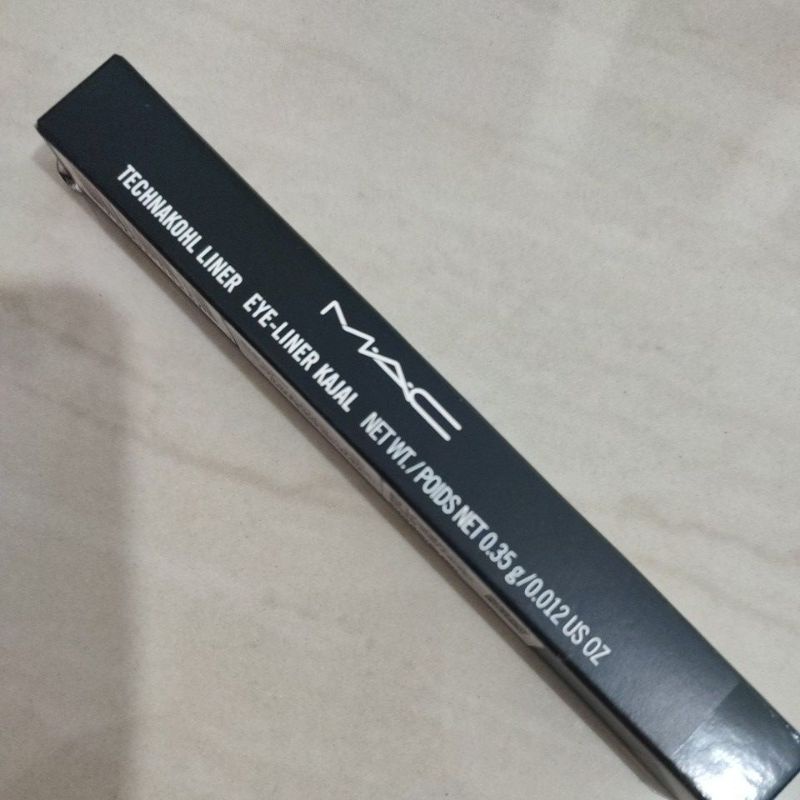 MAC
TECHNAKOHL LINER EYE-LINER KAJAL NET WT./POIDS NET 0.35 g/0.012 US OZ